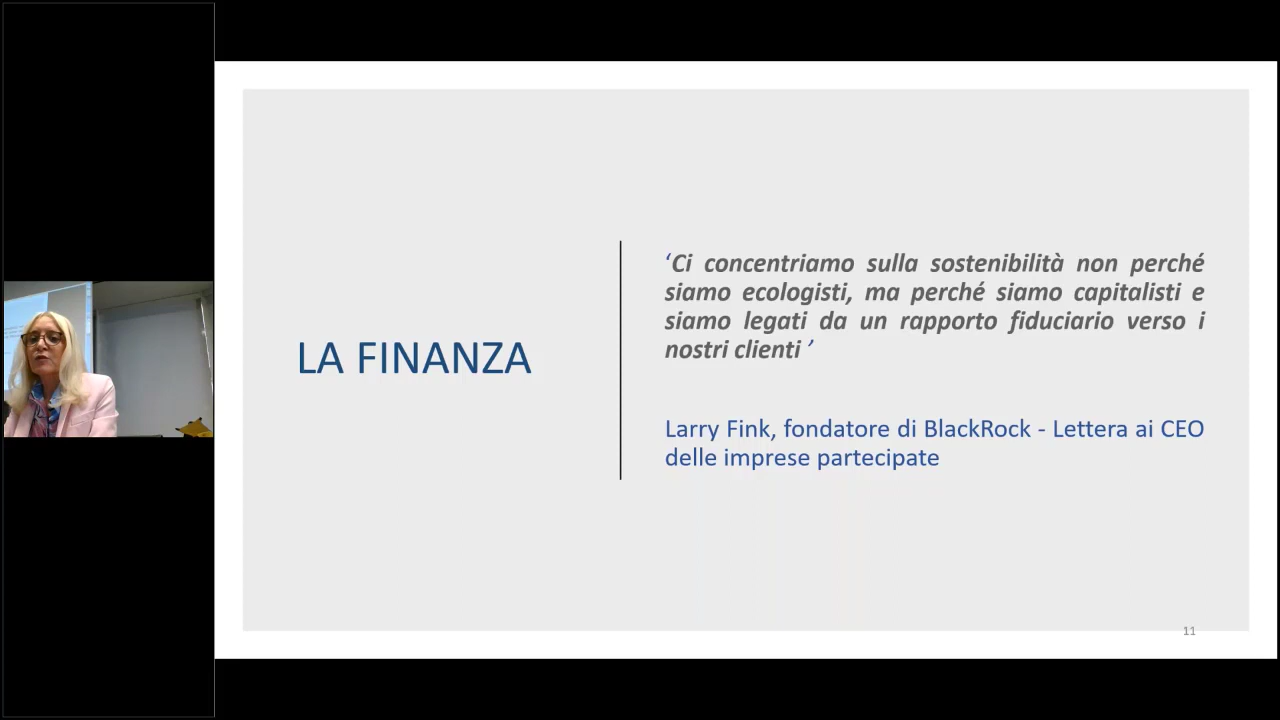 LA FINANZA
‘Ci concentriamo sulla sostenibilità non perché
siamo ecologisti, ma perché siamo capitalisti e
siamo legati da un rapporto fiduciario verso i
nostri clienti ’
Larry Fink, fondatore di BlackRock - Lettera ai CEO
delle imprese partecipate
11